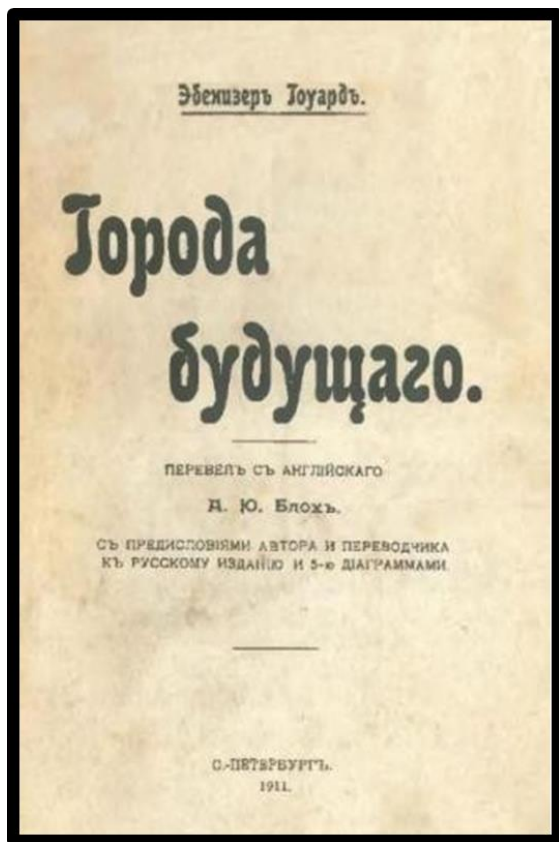 Эбенизеръ Гоуардъ.
Города
будущаго.
ПЕРЕВЕЛЪ СЪ АНГЛІЙСКАГО
А. Ю. Блохъ.
СЪ ПРЕДИСЛОВІЯМИ АВТОРА И ПЕРЕВОДЧИКА
КЪ РУССКОМУ ИЗДАНІЮ И 5-ю ДІАГРАММАМИ.
С.-ПЕТЕРБУРГЪ.
1911.